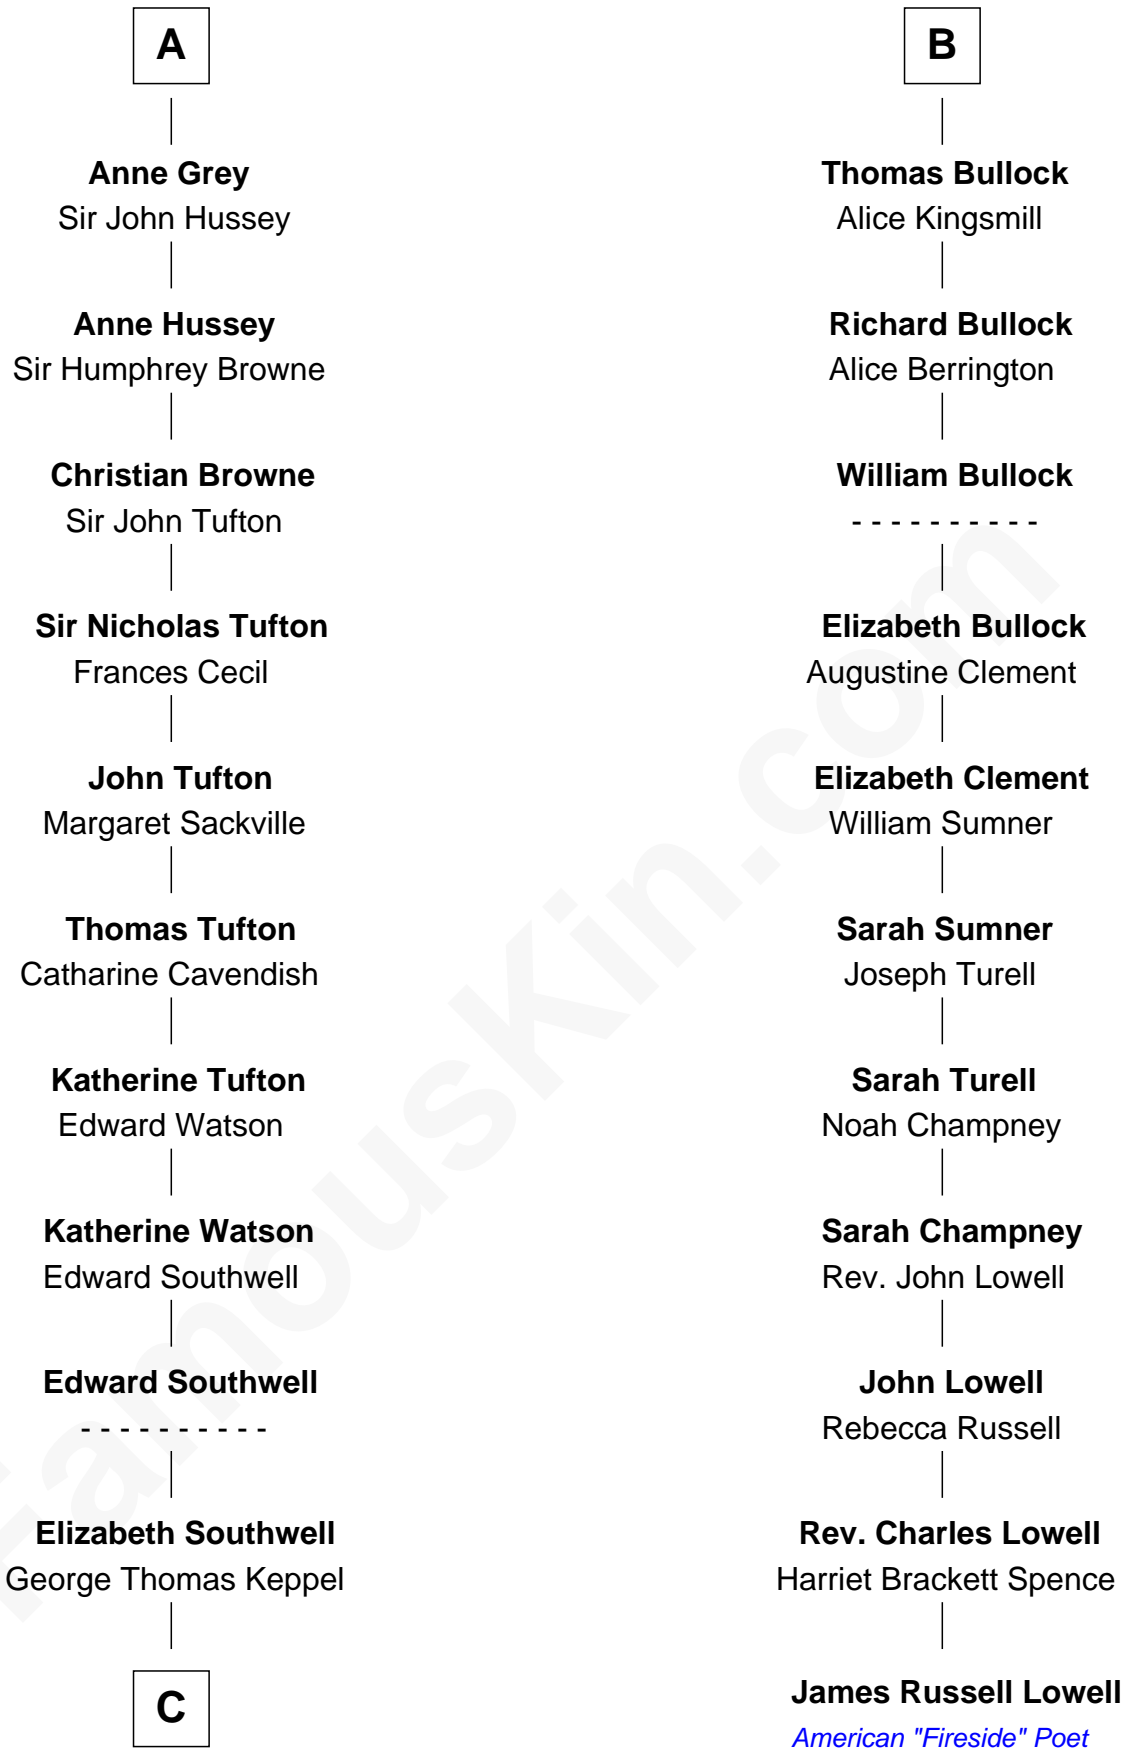 A
Anne Grey
Sir John Hussey
Anne Hussey
Sir Humphrey Browne
Christian Browne
Sir John Tufton
Sir Nicholas Tufton
Frances Cecil
John Tufton
Margaret Sackville
Thomas Tufton
Catharine Cavendish
Katherine Tufton
Edward Watson
Katherine Watson
Edward Southwell
Edward Southwell
- - - - - - - - - -
Elizabeth Southwell
George Thomas Keppel
C
B
Thomas Bullock
Alice Kingsmill
Richard Bullock
Alice Berrington
William Bullock
- - - - - - - - - -
Elizabeth Bullock
Augustine Clement
Elizabeth Clement
William Sumner
Sarah Sumner
Joseph Turell
Sarah Turell
Noah Champney
Sarah Champney
Rev. John Lowell
John Lowell
Rebecca Russell
Rev. Charles Lowell
Harriet Brackett Spence
James Russell Lowell
American "Fireside" Poet
FamousKin.com